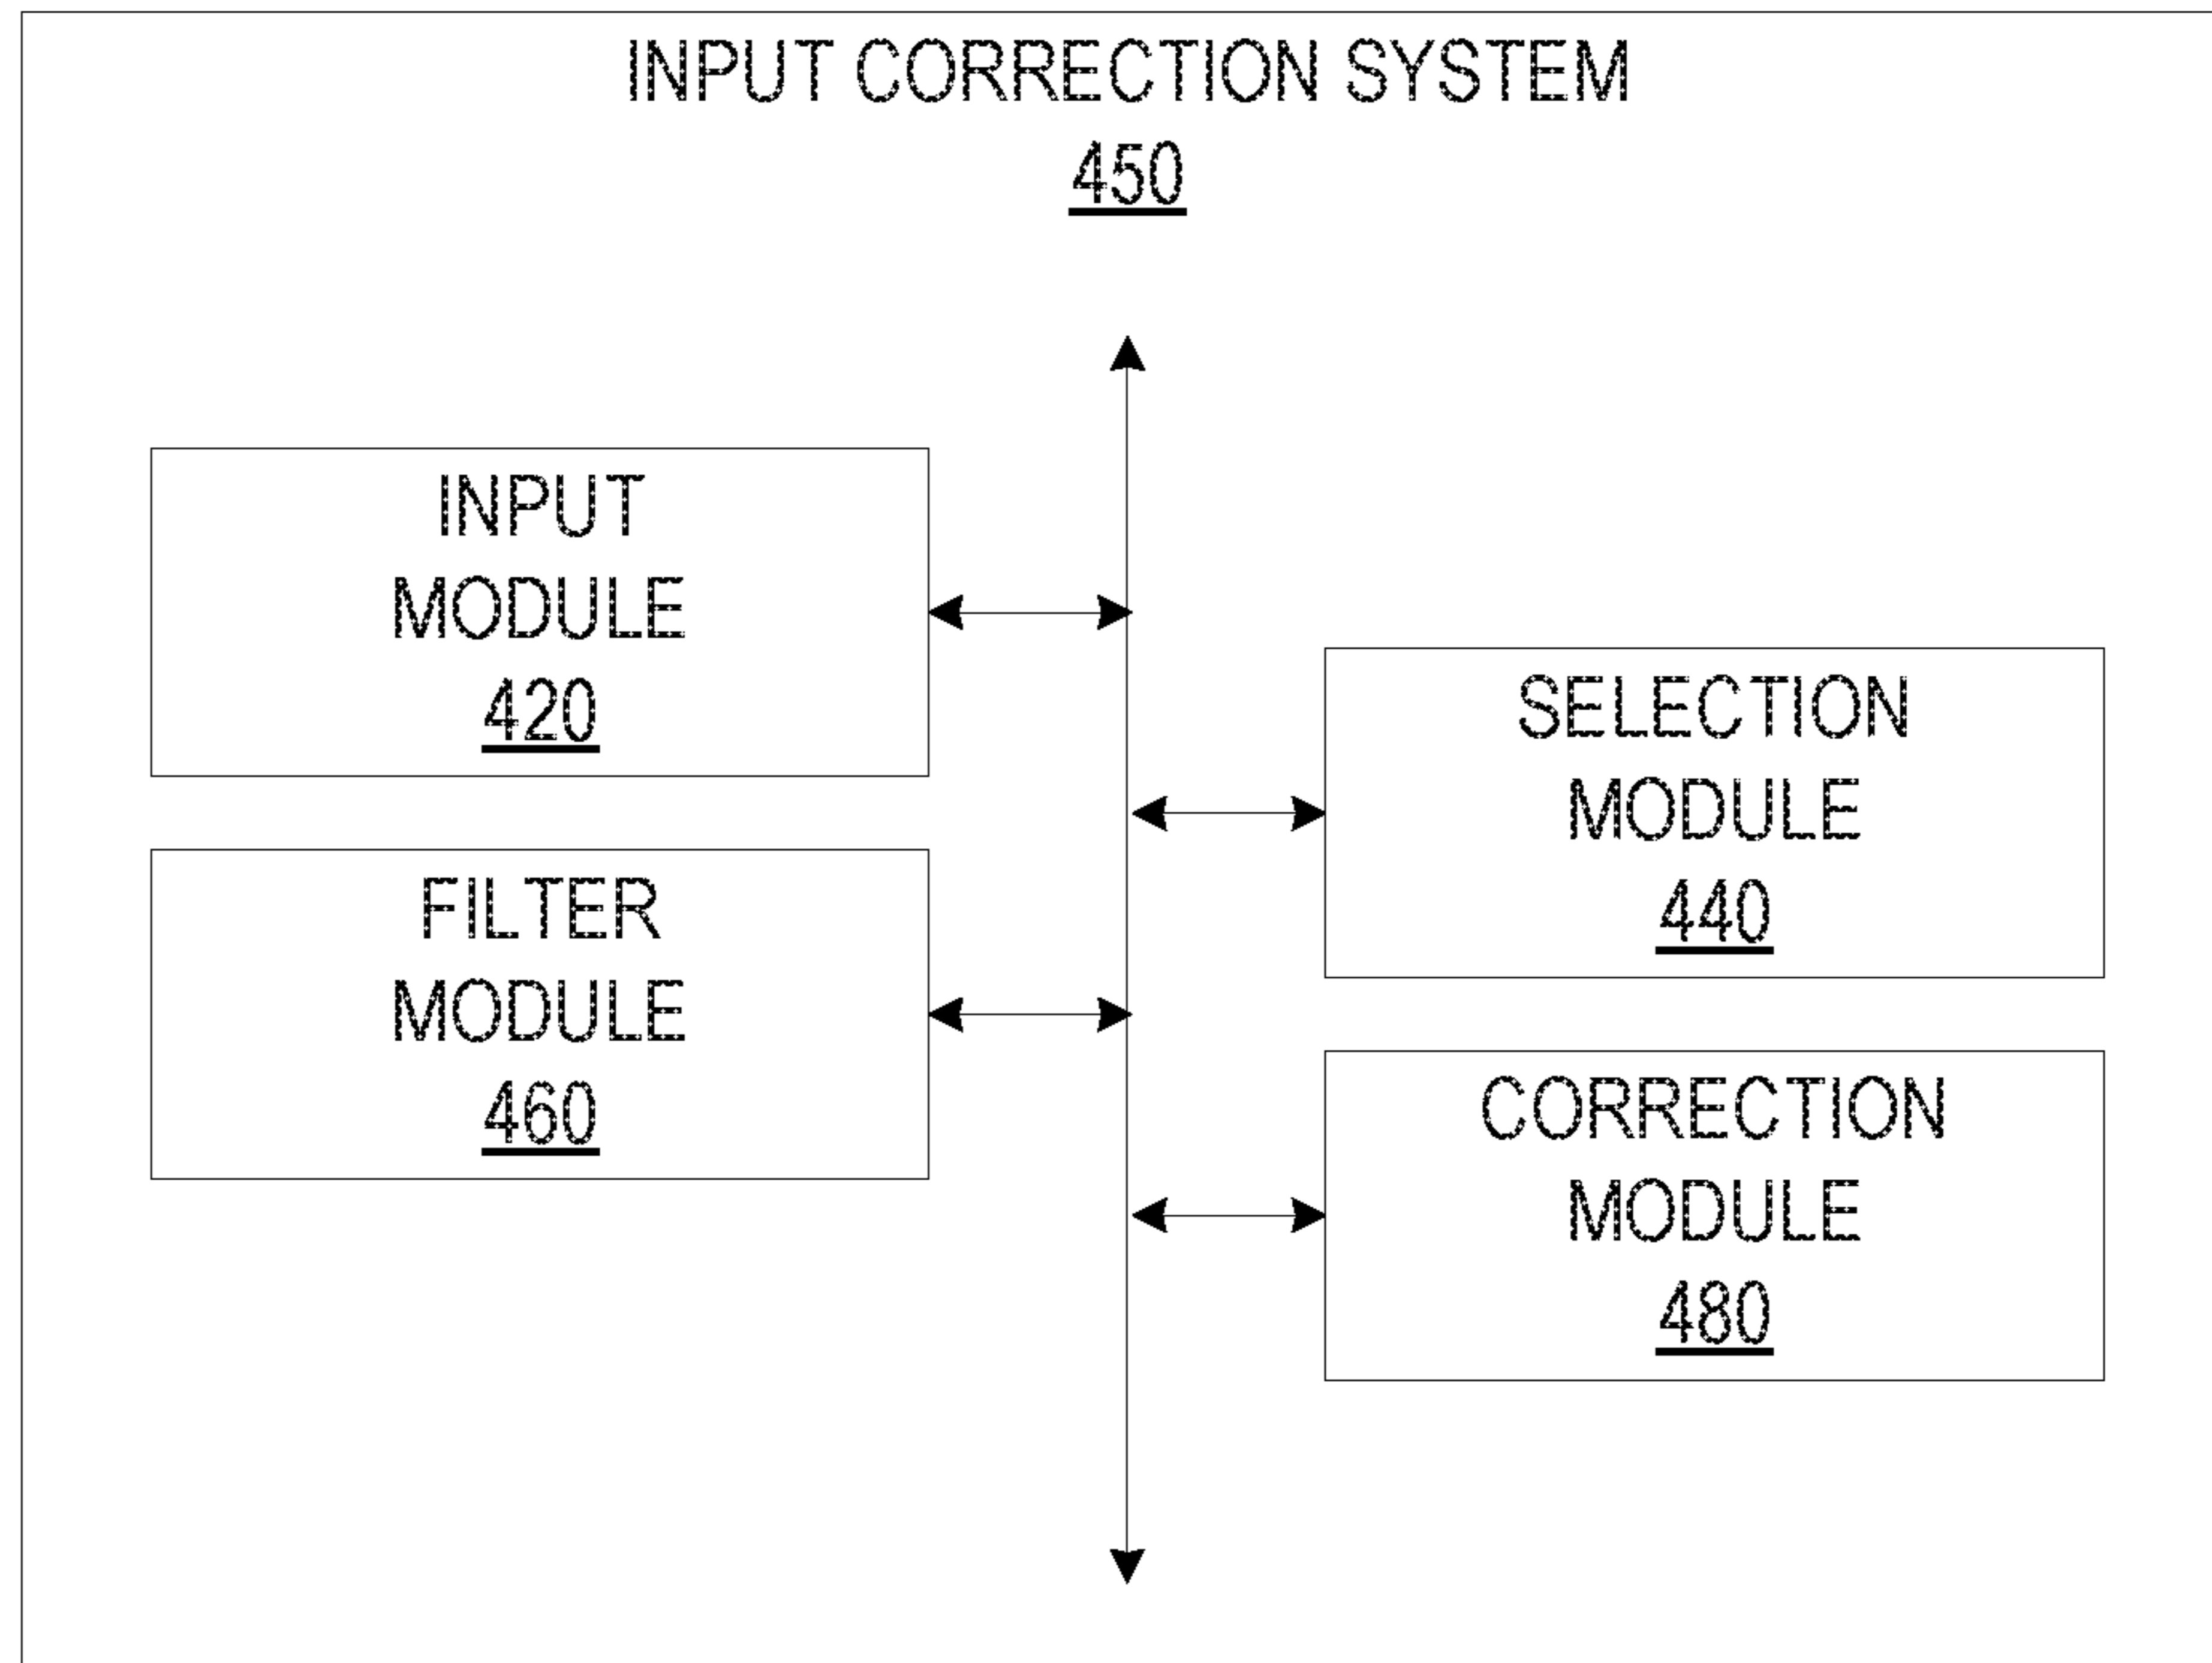 INPUT CORRECTION SYSTEM
450
INPUT
MODULE
420
SELECTION
MODULE
440
FILTER
MODULE
460
CORRECTION
MODULE
480